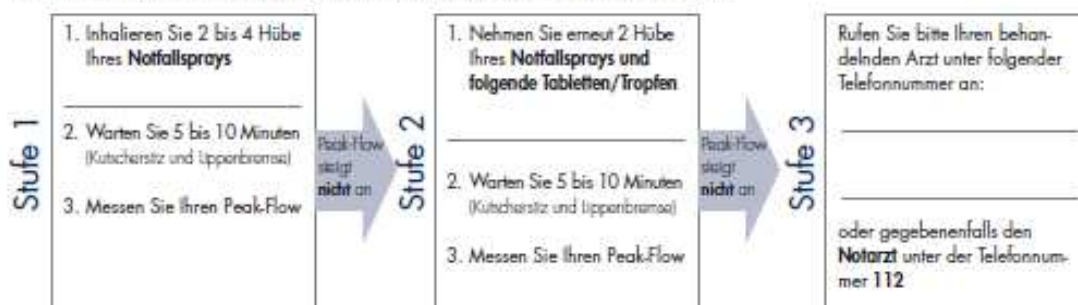 Stufe 1
1. Inhalieren Sie 2 bis 4 Hübe
Ihres Notfallsprays
2. Warten Sie 5 bis 10 Minuten
(Kutschersitz und Lippenbremse)
3. Messen Sie Ihren Peak-Flow
Peak-Flow
steigt
nicht an
Stufe 2
1. Nehmen Sie erneut 2 Hübe
Ihres Notfallsprays und
folgende Tabletten/Tropfen
2. Warten Sie 5 bis 10 Minuten
(Kutschersitz und Lippenbremse)
3. Messen Sie Ihren Peak-Flow
Peak-Flow
steigt
nicht an
Stufe 3
Rufen Sie bitte Ihren behan-
delnden Arzt unter folgender
Telefonnummer an:
oder gegebenenfalls den
Notarzt unter der Telefonnum-
mer 112